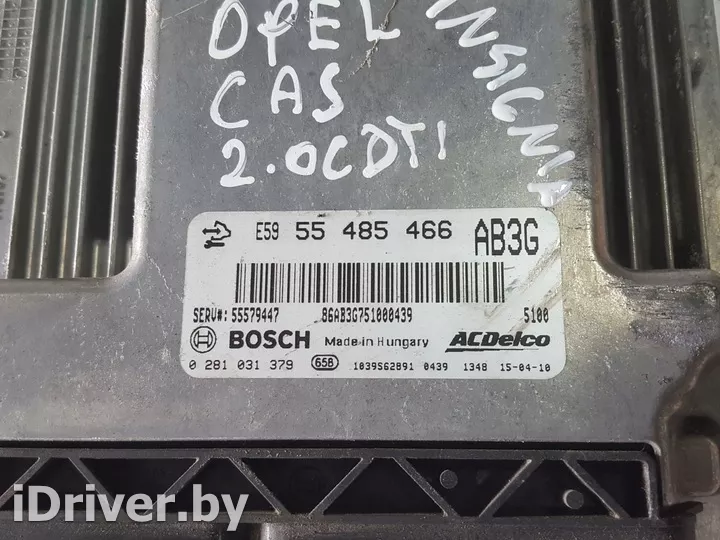 OPEL
INSIGNIA
CAS
2.0CDTI
E59 55 485 466 AB3G
SERV#: 55579447 86AB3G751000439 5100
BOSCH Made in Hungary ACDelco
0 281 031 379 658 1039S62891 0439 1348 15-04-10
iDriver.by